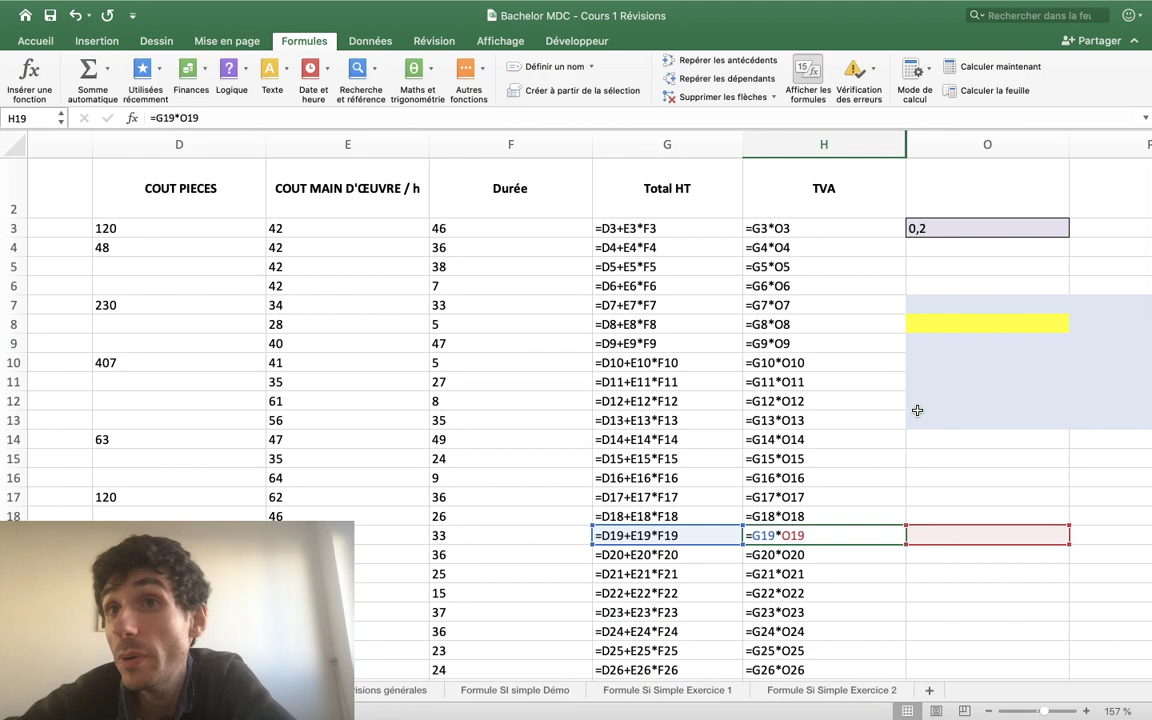 Bachelor MDC - Cours 1 Révisions
Rechercher dans la feu
Accueil Insertion Dessin Mise en page Formules Données Révision Affichage Développeur
Partager
Insérer une fonction
Somme automatique
Utilisées récemment
Finances
Logique
Texte
Date et heure
Recherche et référence
Maths et trigonométrie
Autres fonctions
Définir un nom
Créer à partir de la sélection
Repérer les antécédents
Repérer les dépendants
Supprimer les flèches
Afficher les formules
Vérification des erreurs
Mode de calcul
Calculer maintenant
Calculer la feuille
H19 fx =G19*O19
D E F G H O
2 COUT PIECES COUT MAIN D'ŒUVRE / h Durée Total HT TVA
3 120 42 46 =D3+E3*F3 =G3*O3 0,2
4 48 42 36 =D4+E4*F4 =G4*O4
5 42 38 =D5+E5*F5 =G5*O5
6 42 7 =D6+E6*F6 =G6*O6
7 230 34 33 =D7+E7*F7 =G7*O7
8 28 5 =D8+E8*F8 =G8*O8
9 40 47 =D9+E9*F9 =G9*O9
10 407 41 5 =D10+E10*F10 =G10*O10
11 35 27 =D11+E11*F11 =G11*O11
12 61 8 =D12+E12*F12 =G12*O12
13 56 35 =D13+E13*F13 =G13*O13
14 63 47 49 =D14+E14*F14 =G14*O14
15 35 24 =D15+E15*F15 =G15*O15
16 64 9 =D16+E16*F16 =G16*O16
17 120 62 36 =D17+E17*F17 =G17*O17
18 46 26 =D18+E18*F18 =G18*O18
33 =D19+E19*F19 =G19*O19
36 =D20+E20*F20 =G20*O20
25 =D21+E21*F21 =G21*O21
15 =D22+E22*F22 =G22*O22
37 =D23+E23*F23 =G23*O23
36 =D24+E24*F24 =G24*O24
23 =D25+E25*F25 =G25*O25
24 =D26+E26*F26 =G26*O26
visions générales Formule SI simple Démo Formule Si Simple Exercice 1 Formule Si Simple Exercice 2
157 %